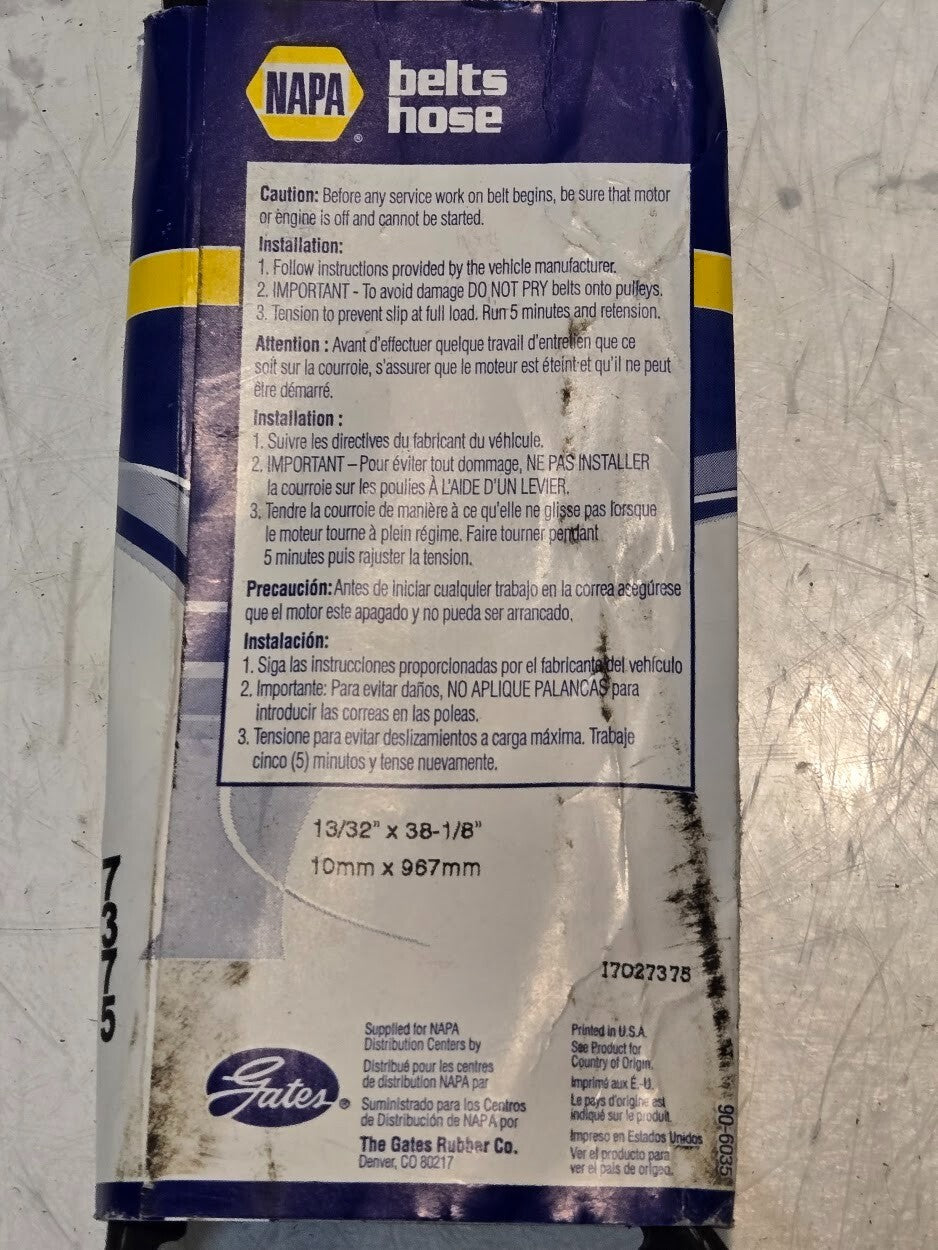 NAPA
belts
hose
Caution: Before any service work on belt begins, be sure that motor
or engine is off and cannot be started.
Installation:
1. Follow instructions provided by the vehicle manufacturer.
2. IMPORTANT - To avoid damage DO NOT PRY belts onto pulleys.
3. Tension to prevent slip at full load. Run 5 minutes and retension.
Attention : Avant d'effectuer quelque travail d'entretien que ce
soit sur la courroie, s'assurer que le moteur est éteint et qu'il ne peut
être démarré.
Installation :
1. Suivre les directives du fabricant du véhicule.
2. IMPORTANT – Pour éviter tout dommage, NE PAS INSTALLER
la courroie sur les poulies À L'AIDE D'UN LEVIER.
3. Tendre la courroie de manière à ce qu'elle ne glisse pas lorsque
le moteur tourne à plein régime. Faire tourner pendant
5 minutes puis rajuster la tension.
Precaución: Antes de iniciar cualquier trabajo en la correa asegúrese
que el motor este apagado y no pueda ser arrancado,
Instalación:
1. Siga las instrucciones proporcionadas por el fabricante del vehículo
2. Importante: Para evitar daños, NO APLIQUE PALANCAS para
introducir las correas en las poleas.
3. Tensione para evitar deslizamientos a carga máxima. Trabaje
cinco (5) minutos y tense nuevamente.
13/32" x 38-1/8"
10mm x 967mm
7375
I7027375
Gates®
Supplied for NAPA
Distribution Centers by
Distribué pour les centres
de distribution NAPA par
Suministrado para los Centros
de Distribución de NAPA por
The Gates Rubber Co.
Denver, CO 80217
Printed in U.S.A.
See Product for
Country of Origin.
Imprimé aux É.-U.
Le pays d'origine est
indiqué sur le produit.
Impreso en Estados Unidos
Ver el producto para
ver el pais de origen.
90-6035